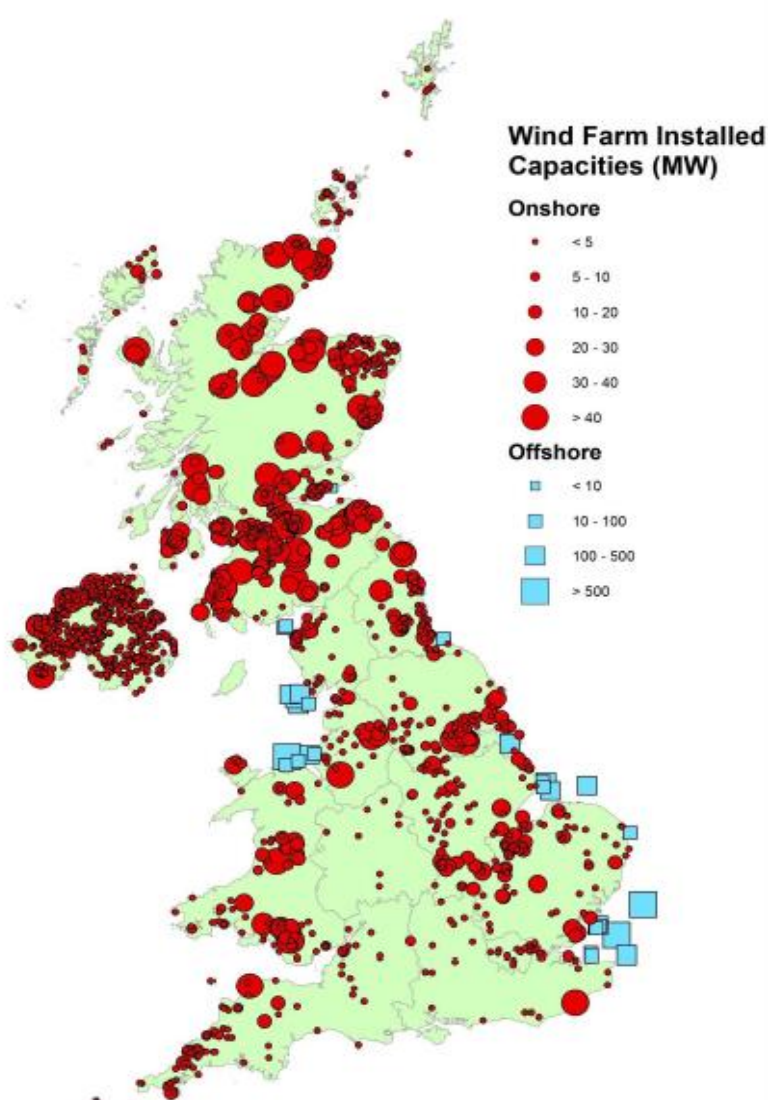 Wind Farm Installed
Capacities (MW)
Onshore
< 5
5 - 10
10 - 20
20 - 30
30 - 40
> 40
Offshore
< 10
10 - 100
100 - 500
> 500